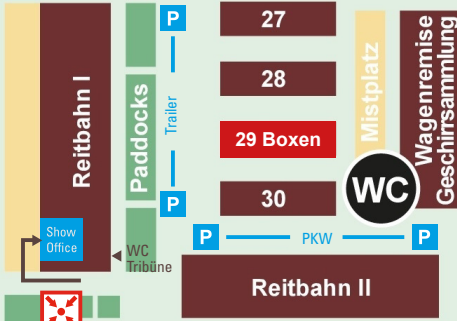 P
27
28
29 Boxen
30
Reitbahn I
Paddocks
Trailer
P
Mistplatz
Wagenremise
Geschirrsammlung
WC
Show
Office
WC
Tribüne
P
PKW
P
Reitbahn II